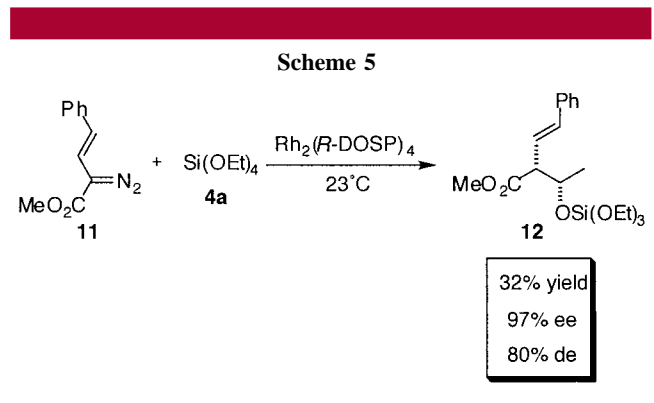 Scheme 5
Ph
N₂
MeO₂C
11
+
Si(OEt)₄
4a
Rh₂(R-DOSP)₄
23°C
Ph
MeO₂C
OSi(OEt)₃
12
32% yield
97% ee
80% de